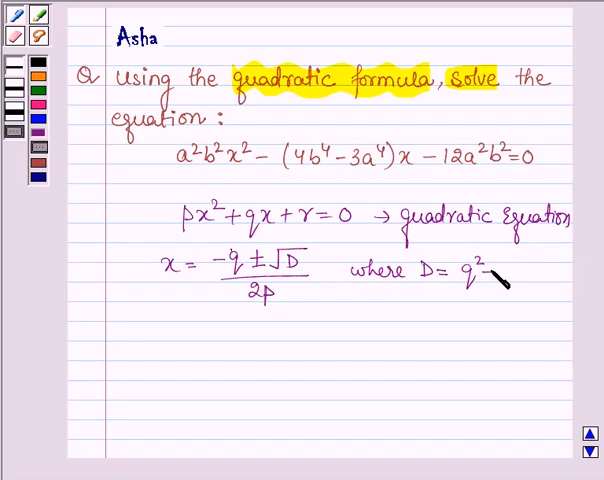 Asha
Q Using the quadratic formula, solve the
equation:
a²b²x² - (4b⁴ - 3a⁴)x - 12a²b² = 0
px² + qx + r = 0 → quadratic Equation
x = -q ± √D / 2p where D = q² -